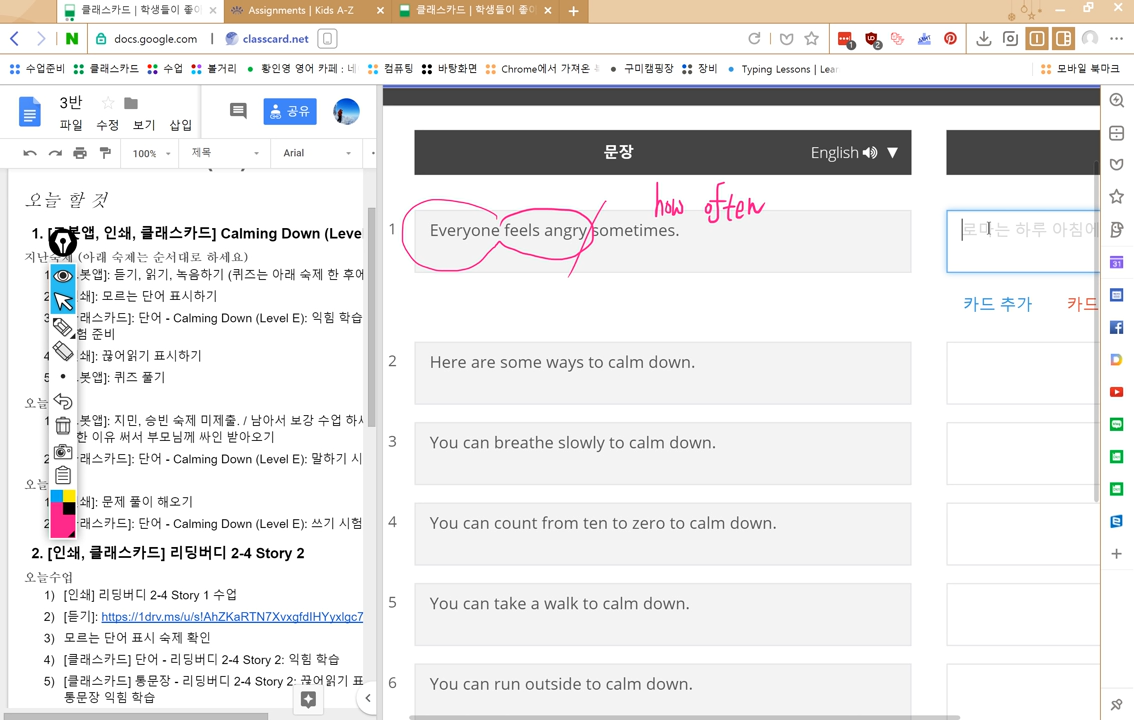 클래스카드 | 학생들이 좋아
Assignments | Kids A-Z
클래스카드 | 학생들이 좋아
docs.google.com
classcard.net
수업준비
클래스카드
수업
볼거리
황인영 영어 카페 : 네
컴퓨팅
바탕화면
Chrome에서 가져온
구미캠핑장
장비
Typing Lessons | Lear
모바일 북마크
3반
파일 수정 보기 삽입
공유
100% 제목 Arial
오늘 할 것
1. [로봇앱, 인쇄, 클래스카드] Calming Down (Leve
지난숙제 (아래 숙제는 순서대로 하세요)
봇앱]: 듣기, 읽기, 녹음하기 (퀴즈는 아래 숙제 한 후에
쇄]: 모르는 단어 표시하기
래스카드]: 단어 - Calming Down (Level E): 익힘 학습
험 준비
쇄]: 끊어읽기 표시하기
봇앱]: 퀴즈 풀기
오늘
봇앱]: 지민, 승빈 숙제 미제출. / 남아서 보강 수업 하시
한 이유 써서 부모님께 싸인 받아오기
래스카드]: 단어 - Calming Down (Level E): 말하기 시
오늘
쇄]: 문제 풀이 해오기
래스카드]: 단어 - Calming Down (Level E): 쓰기 시험
2. [인쇄, 클래스카드] 리딩버디 2-4 Story 2
오늘수업
1) [인쇄] 리딩버디 2-4 Story 1 수업
2) [듣기]: https://1drv.ms/u/s!AhZKaRTN7XvxgfdIHYyxlgc7
3) 모르는 단어 표시 숙제 확인
4) [클래스카드] 단어 - 리딩버디 2-4 Story 2: 익힘 학습
5) [클래스카드] 통문장 - 리딩버디 2-4 Story 2: 끊어읽기 표
통문장 익힘 학습
문장 English
how often
1 Everyone feels angry sometimes.
로마는 하루 아침에
카드 추가 카드
2 Here are some ways to calm down.
3 You can breathe slowly to calm down.
4 You can count from ten to zero to calm down.
5 You can take a walk to calm down.
6 You can run outside to calm down.